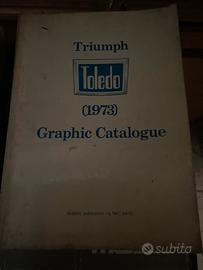 Triumph
Toledo
(1973)
Graphic Catalogue
subito